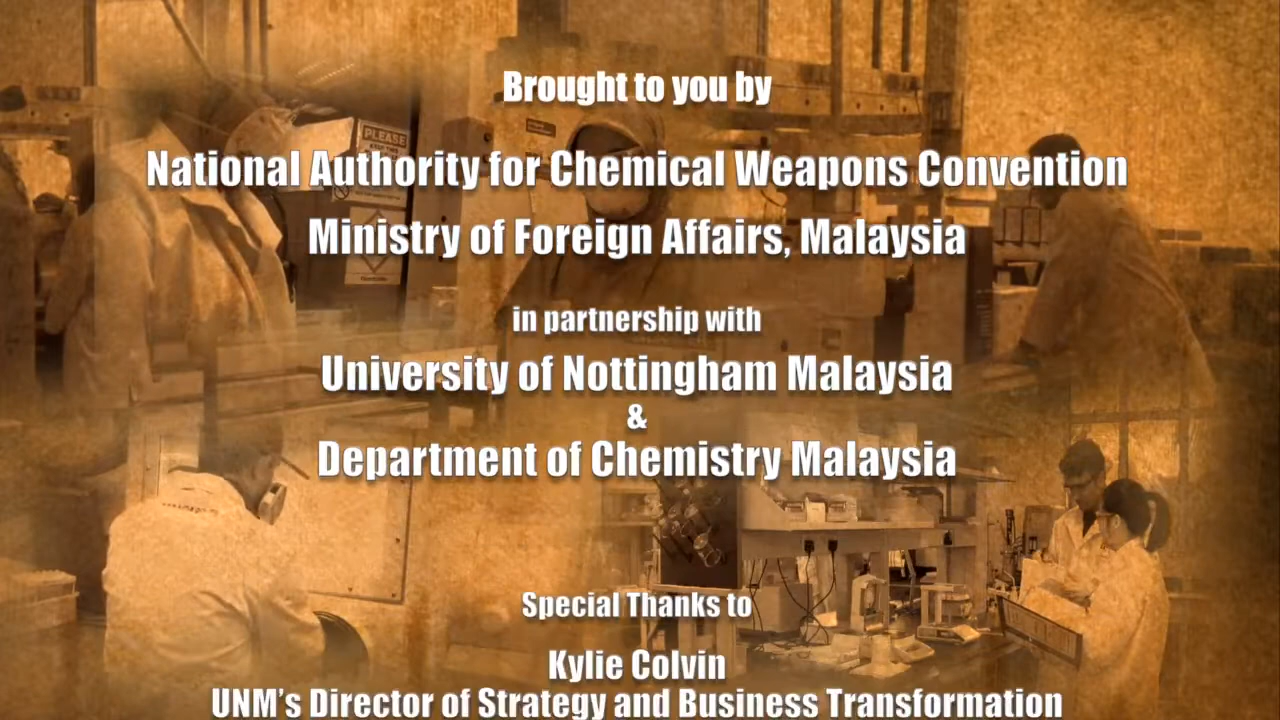 Brought to you by
National Authority for Chemical Weapons Convention
Ministry of Foreign Affairs, Malaysia
in partnership with
University of Nottingham Malaysia
&
Department of Chemistry Malaysia
Special Thanks to
Kylie Colvin
UNM's Director of Strategy and Business Transformation
PLEASE